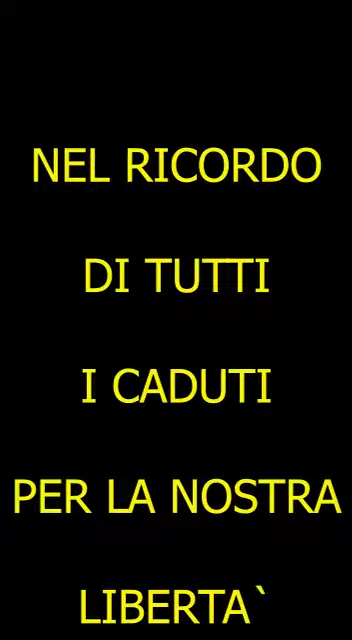 NEL RICORDO
DI TUTTI
I CADUTI
PER LA NOSTRA
LIBERTA`